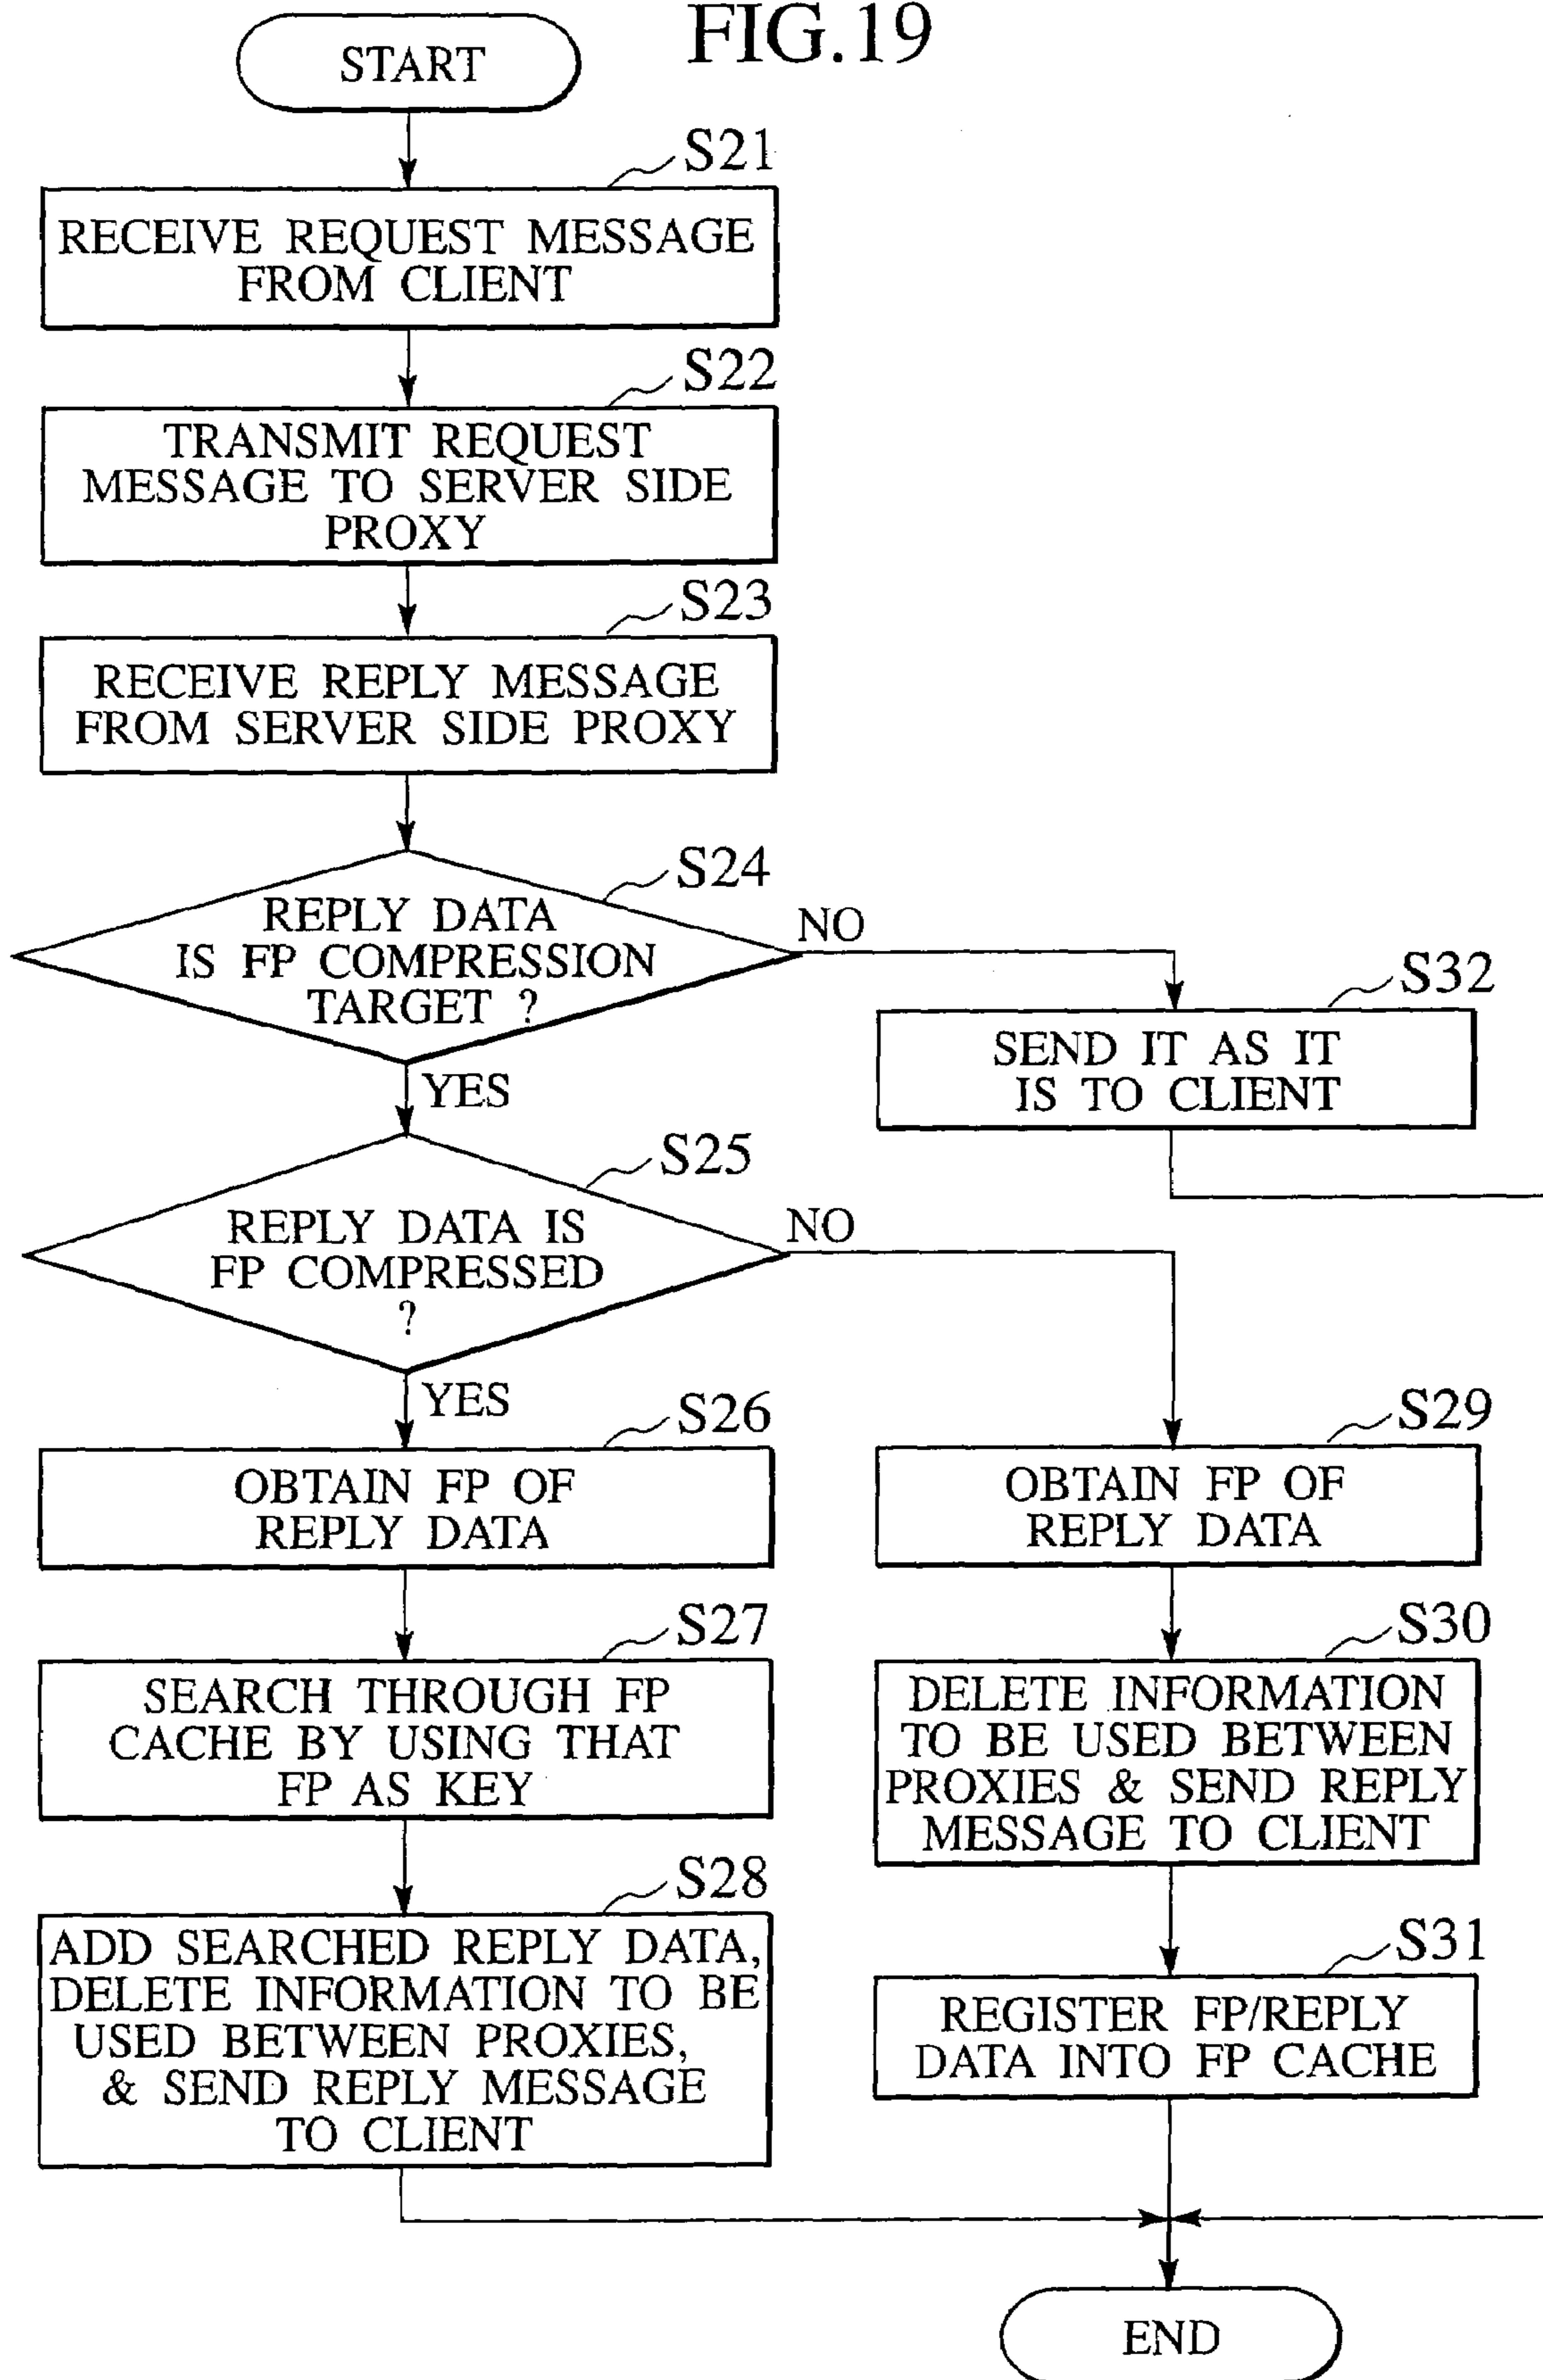 FIG.19
START
S21
RECEIVE REQUEST MESSAGE
FROM CLIENT
S22
TRANSMIT REQUEST
MESSAGE TO SERVER SIDE
PROXY
S23
RECEIVE REPLY MESSAGE
FROM SERVER SIDE PROXY
S24
REPLY DATA
IS FP COMPRESSION
TARGET ?
NO
YES
S32
SEND IT AS IT
IS TO CLIENT
S25
REPLY DATA IS
FP COMPRESSED
?
NO
YES
S26
OBTAIN FP OF
REPLY DATA
S27
SEARCH THROUGH FP
CACHE BY USING THAT
FP AS KEY
S28
ADD SEARCHED REPLY DATA,
DELETE INFORMATION TO BE
USED BETWEEN PROXIES,
& SEND REPLY MESSAGE
TO CLIENT
S29
OBTAIN FP OF
REPLY DATA
S30
DELETE INFORMATION
TO BE USED BETWEEN
PROXIES & SEND REPLY
MESSAGE TO CLIENT
S31
REGISTER FP/REPLY
DATA INTO FP CACHE
END